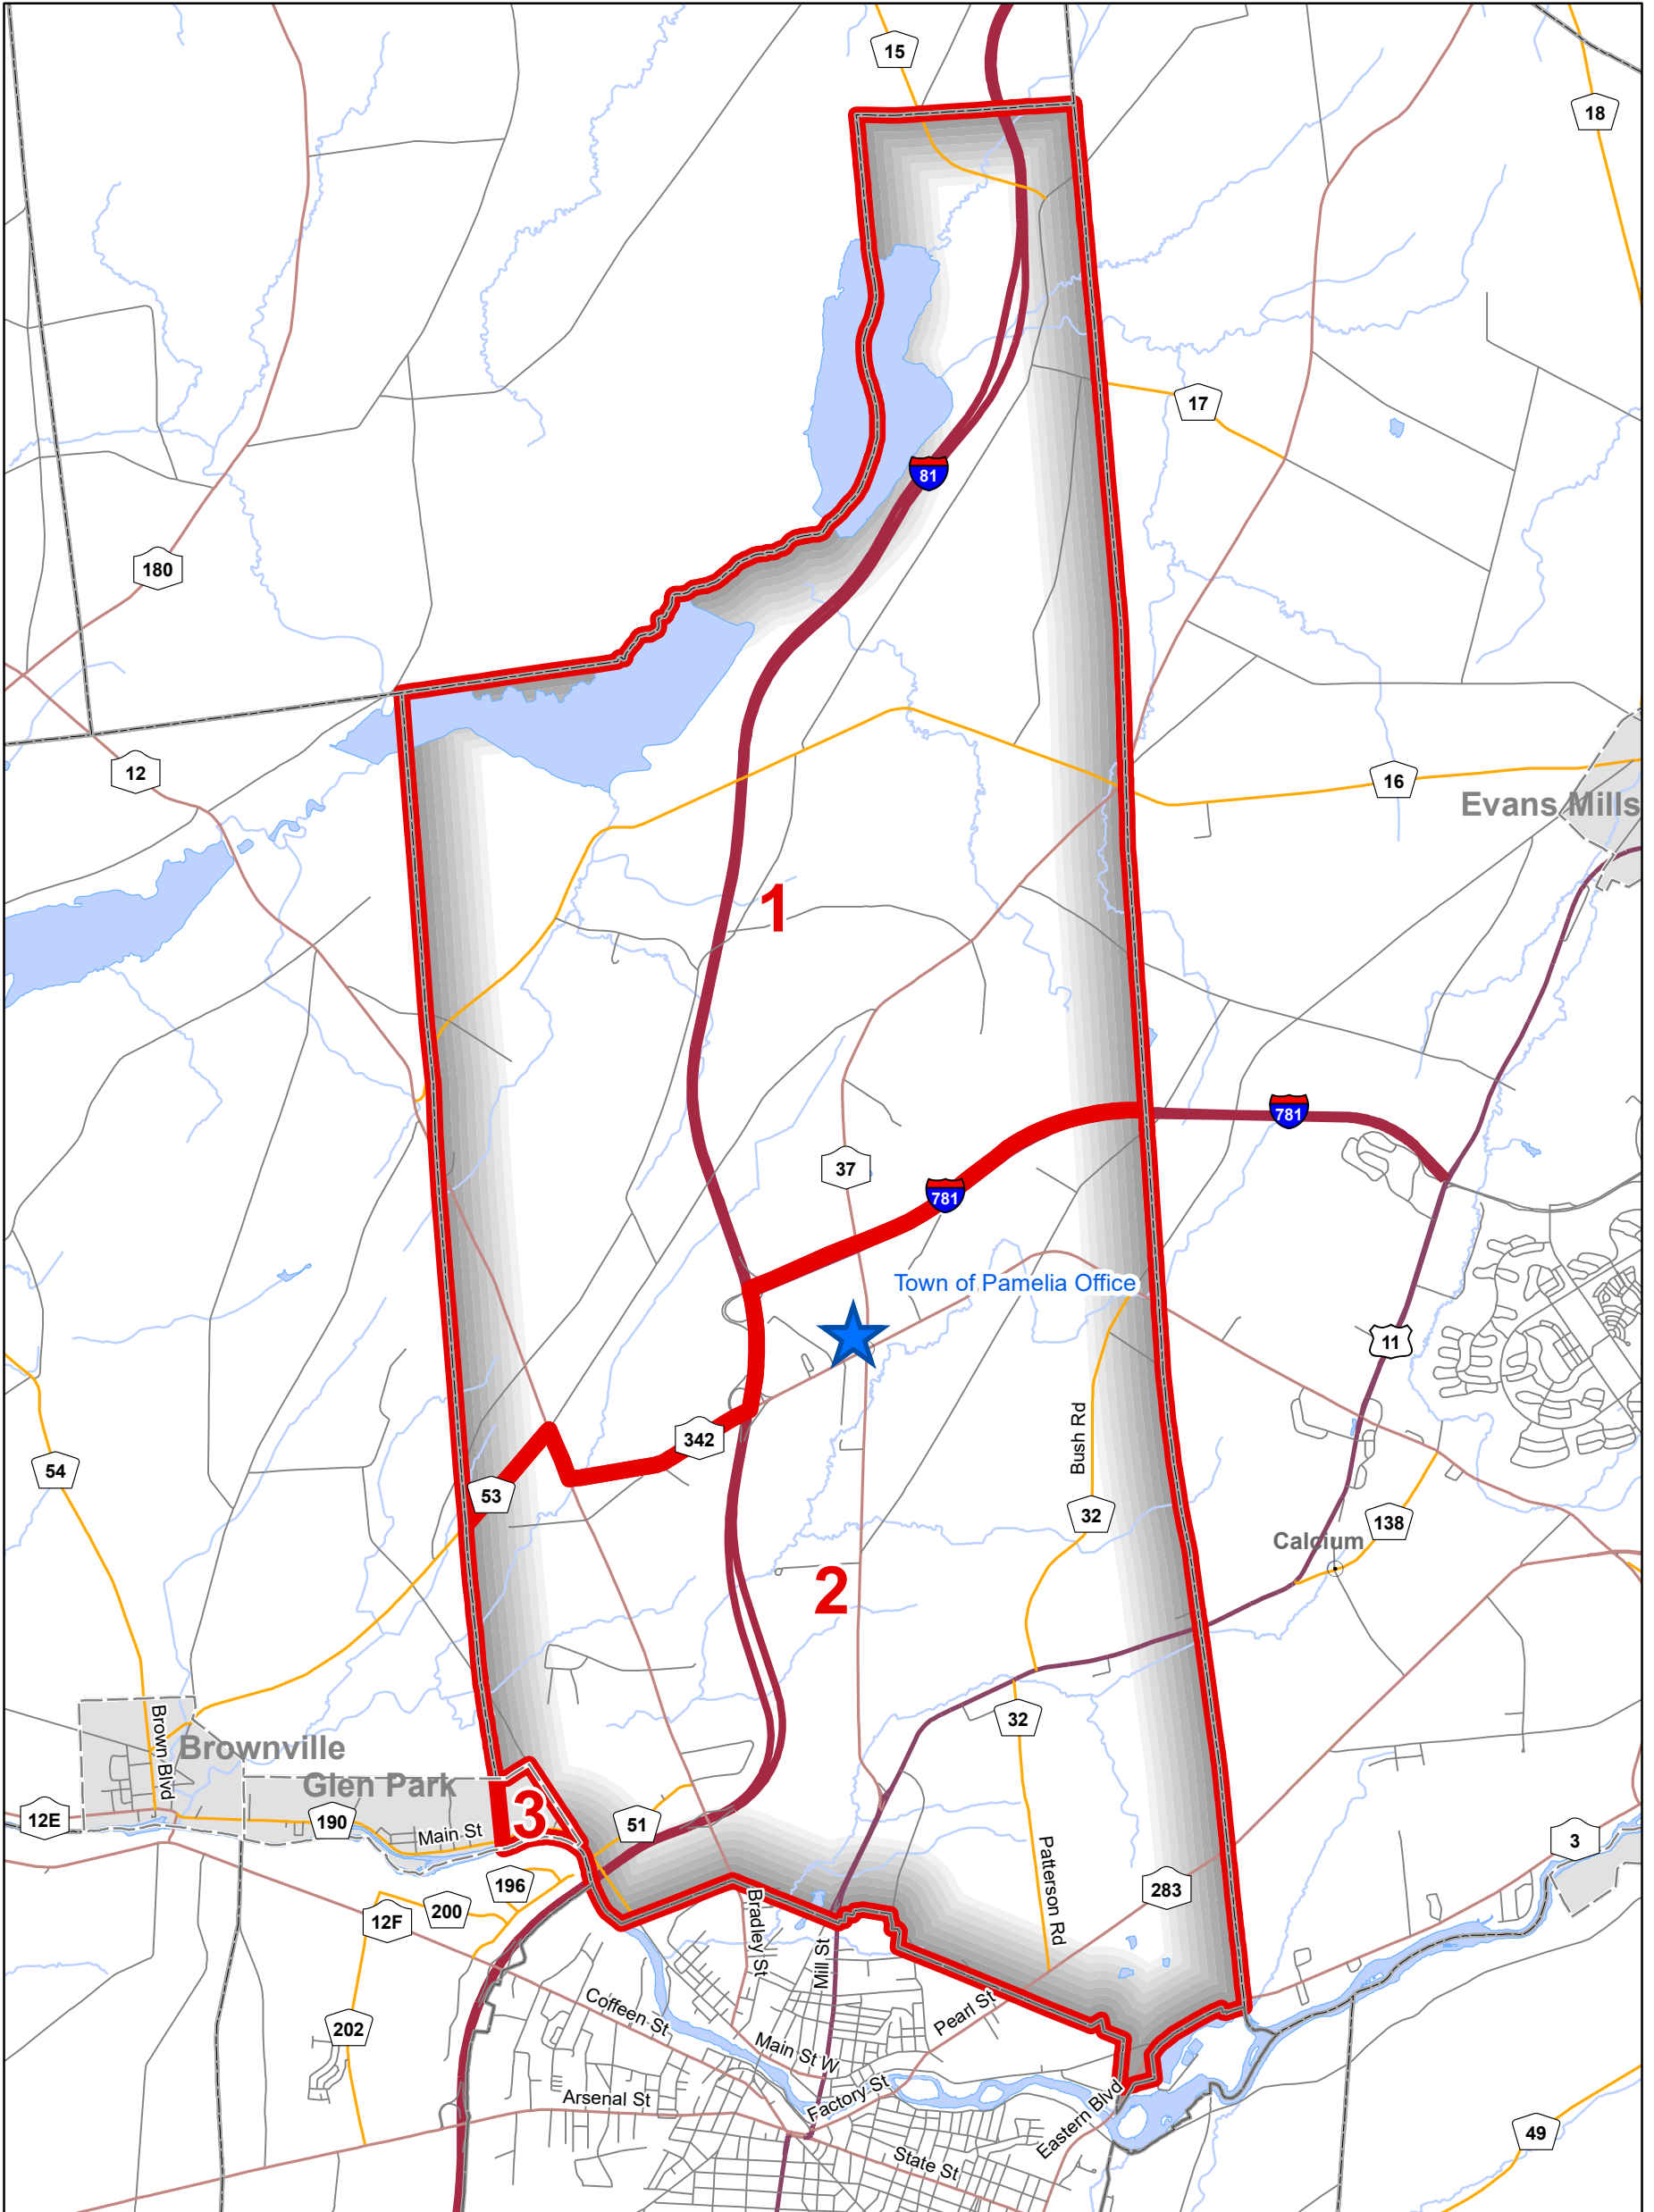 15
18
17
81
180
12
16
Evans Mills
1
781
37
781
Town of Pamelia Office
11
342
54
53
Bush Rd
32
138
Calcium
2
32
Brown Blvd
Brownville
Glen Park
12E
190
Main St
3
51
3
Patterson Rd
283
196
200
12F
Bradley St
Mill St
202
Coffeen St
Pearl St
Main St W
Factory St
Arsenal St
Eastern Blvd
State St
49